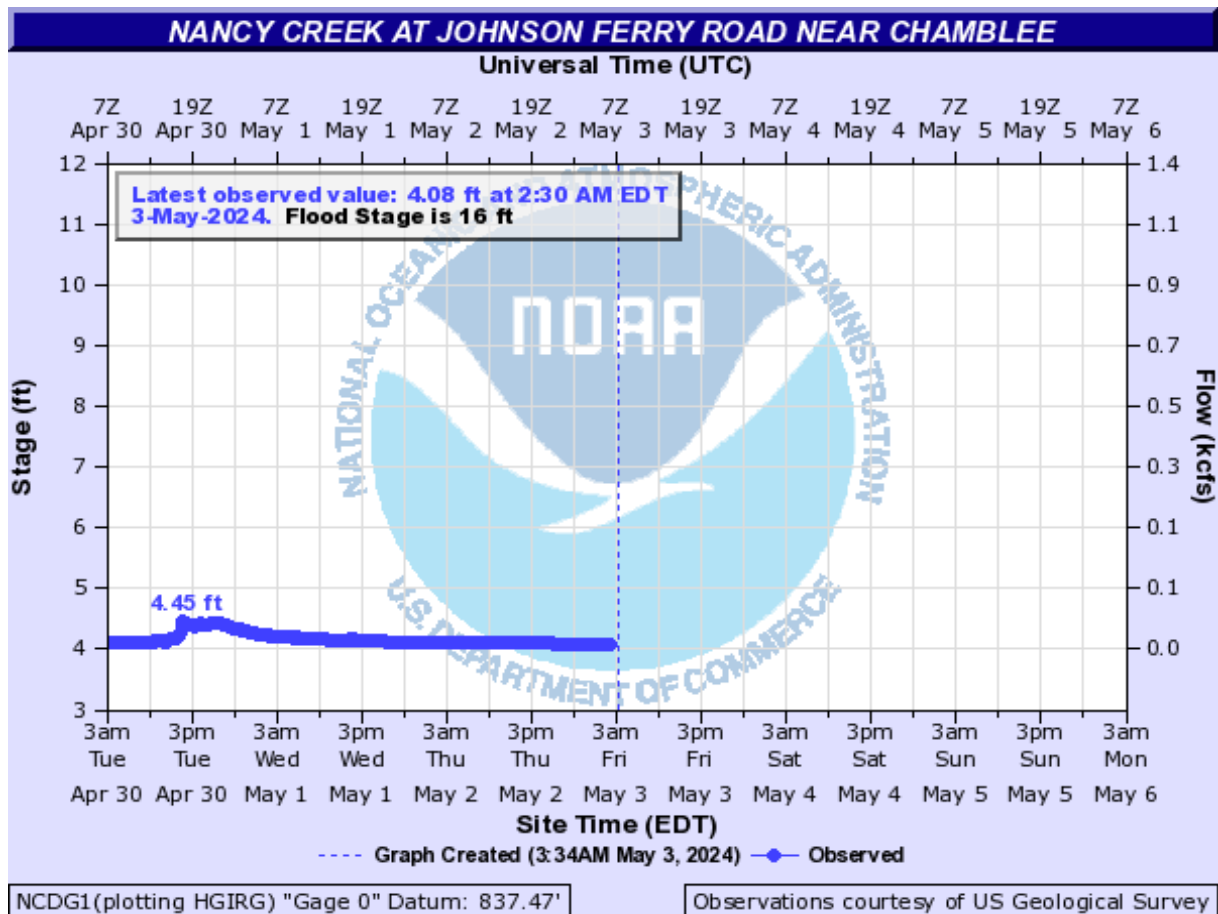 NANCY CREEK AT JOHNSON FERRY ROAD NEAR CHAMBLEE
Universal Time (UTC)
7Z 19Z 7Z 19Z 7Z 19Z 7Z 19Z 7Z 19Z 7Z 19Z 7Z
Apr 30 Apr 30 May 1 May 1 May 2 May 2 May 3 May 3 May 4 May 4 May 5 May 5 May 6
Latest observed value: 4.08 ft at 2:30 AM EDT
3-May-2024. Flood Stage is 16 ft
12 1.4
11 1.1
10 0.9
9 0.7
8 0.5
7 0.3
6 0.1
5 0.1
4 0.0
3
Stage (ft)
Flow (kcfs)
NATIONAL OCEANIC AND ATMOSPHERIC ADMINISTRATION
NOAA
U.S. DEPARTMENT OF COMMERCE
4.45 ft
3am 3pm 3am 3pm 3am 3pm 3am 3pm 3am 3pm 3am 3pm 3am
Tue Tue Wed Wed Thu Thu Fri Fri Sat Sat Sun Sun Mon
Apr 30 Apr 30 May 1 May 1 May 2 May 2 May 3 May 3 May 4 May 4 May 5 May 5 May 6
Site Time (EDT)
Graph Created (3:34AM May 3, 2024) Observed
NCDG1(plotting HGIRG) "Gage 0" Datum: 837.47'
Observations courtesy of US Geological Survey